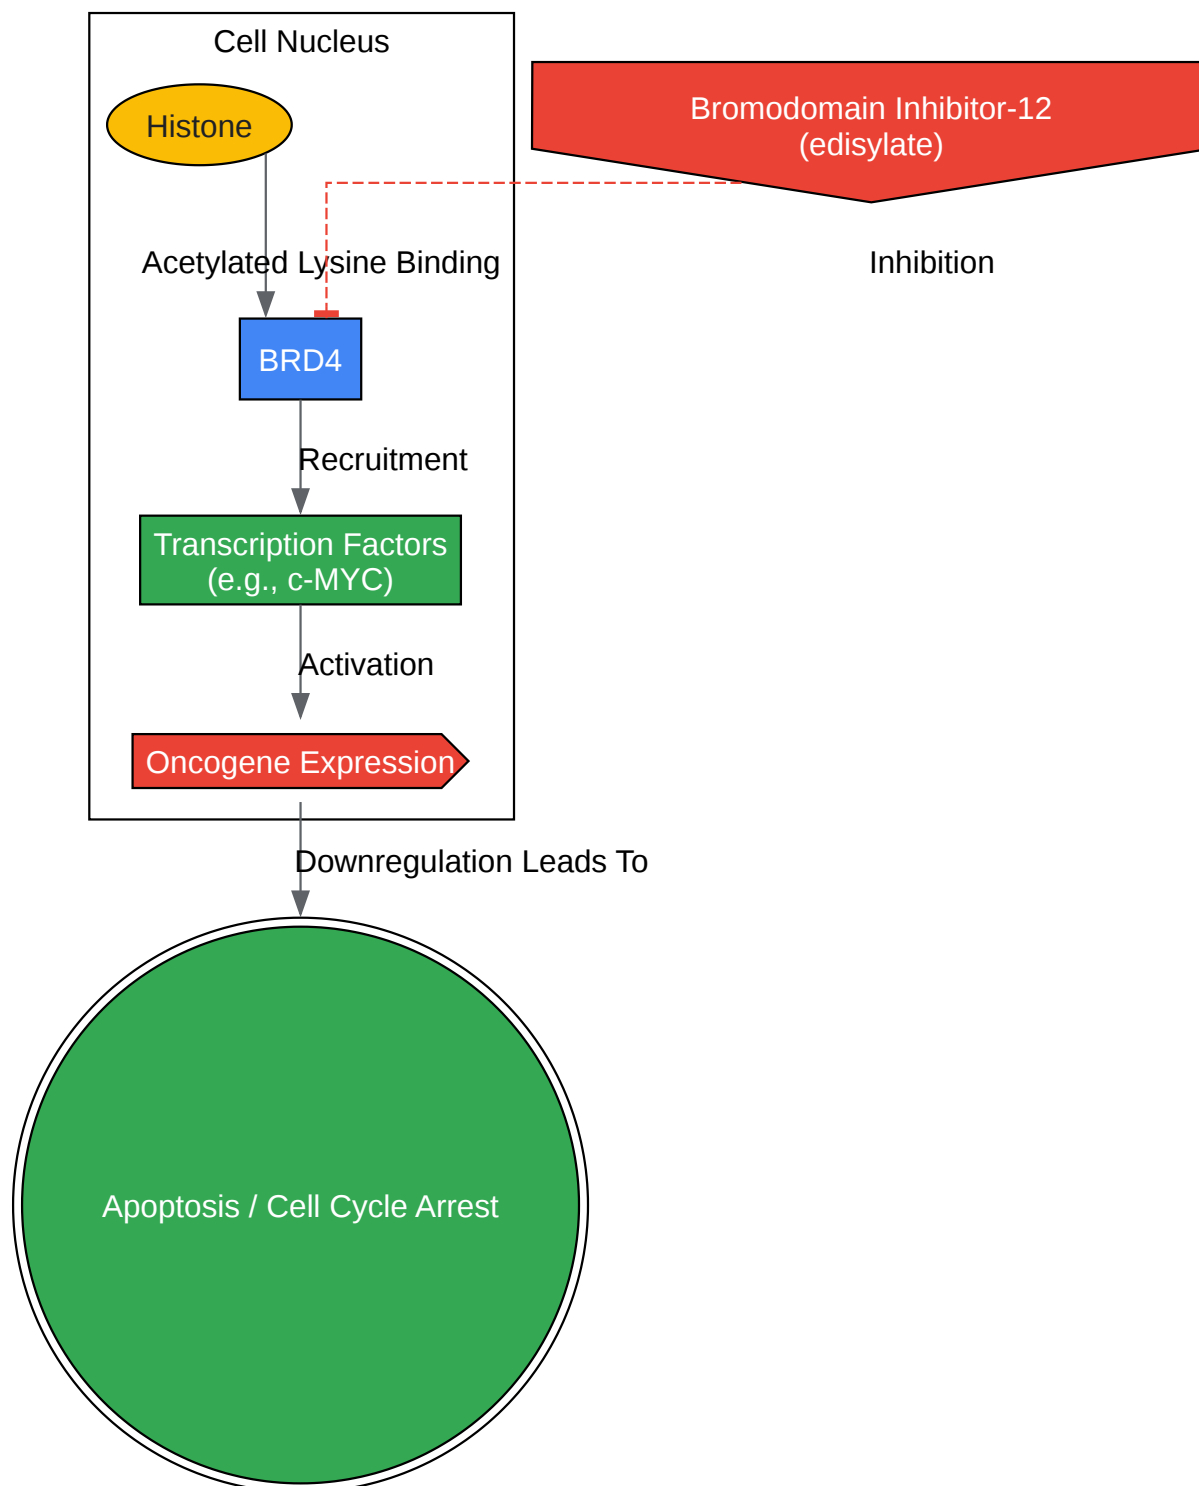 Cell Nucleus
Histone
Bromodomain Inhibitor-12
(edisylate)
Acetylated Lysine Binding
Inhibition
BRD4
Recruitment
Transcription Factors
(e.g., c-MYC)
Activation
Oncogene Expression
Downregulation Leads To
Apoptosis / Cell Cycle Arrest